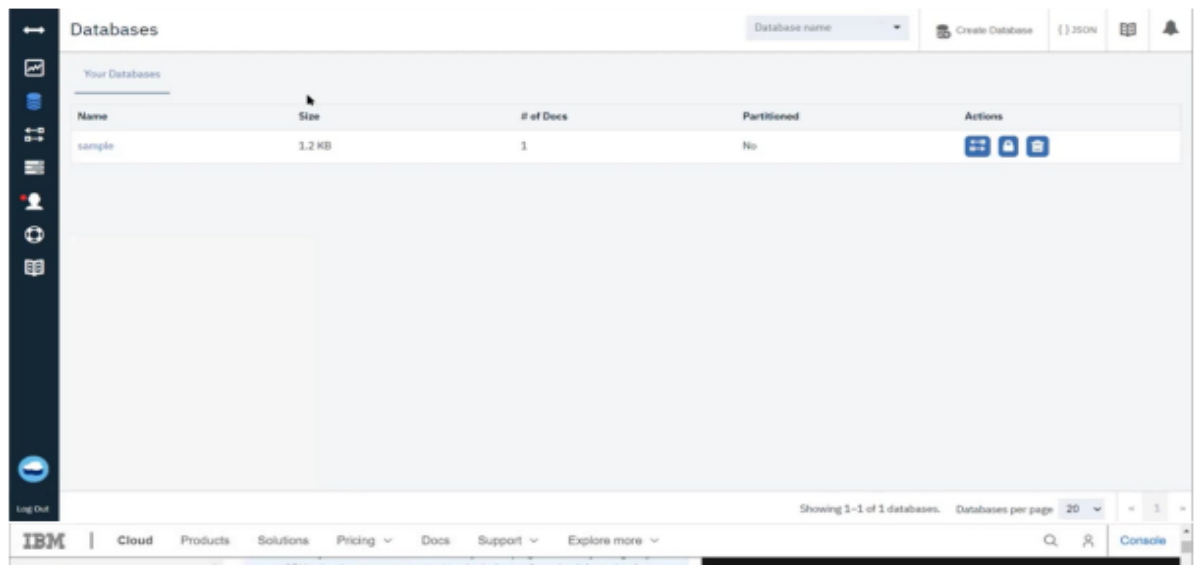 Databases Database name Create Database { } JSON
Your Databases
Name Size # of Docs Partitioned Actions
sample 1.2 KB 1 No
Log Out Showing 1–1 of 1 databases. Databases per page 20 « 1 »
IBM | Cloud Products Solutions Pricing Docs Support Explore more Console